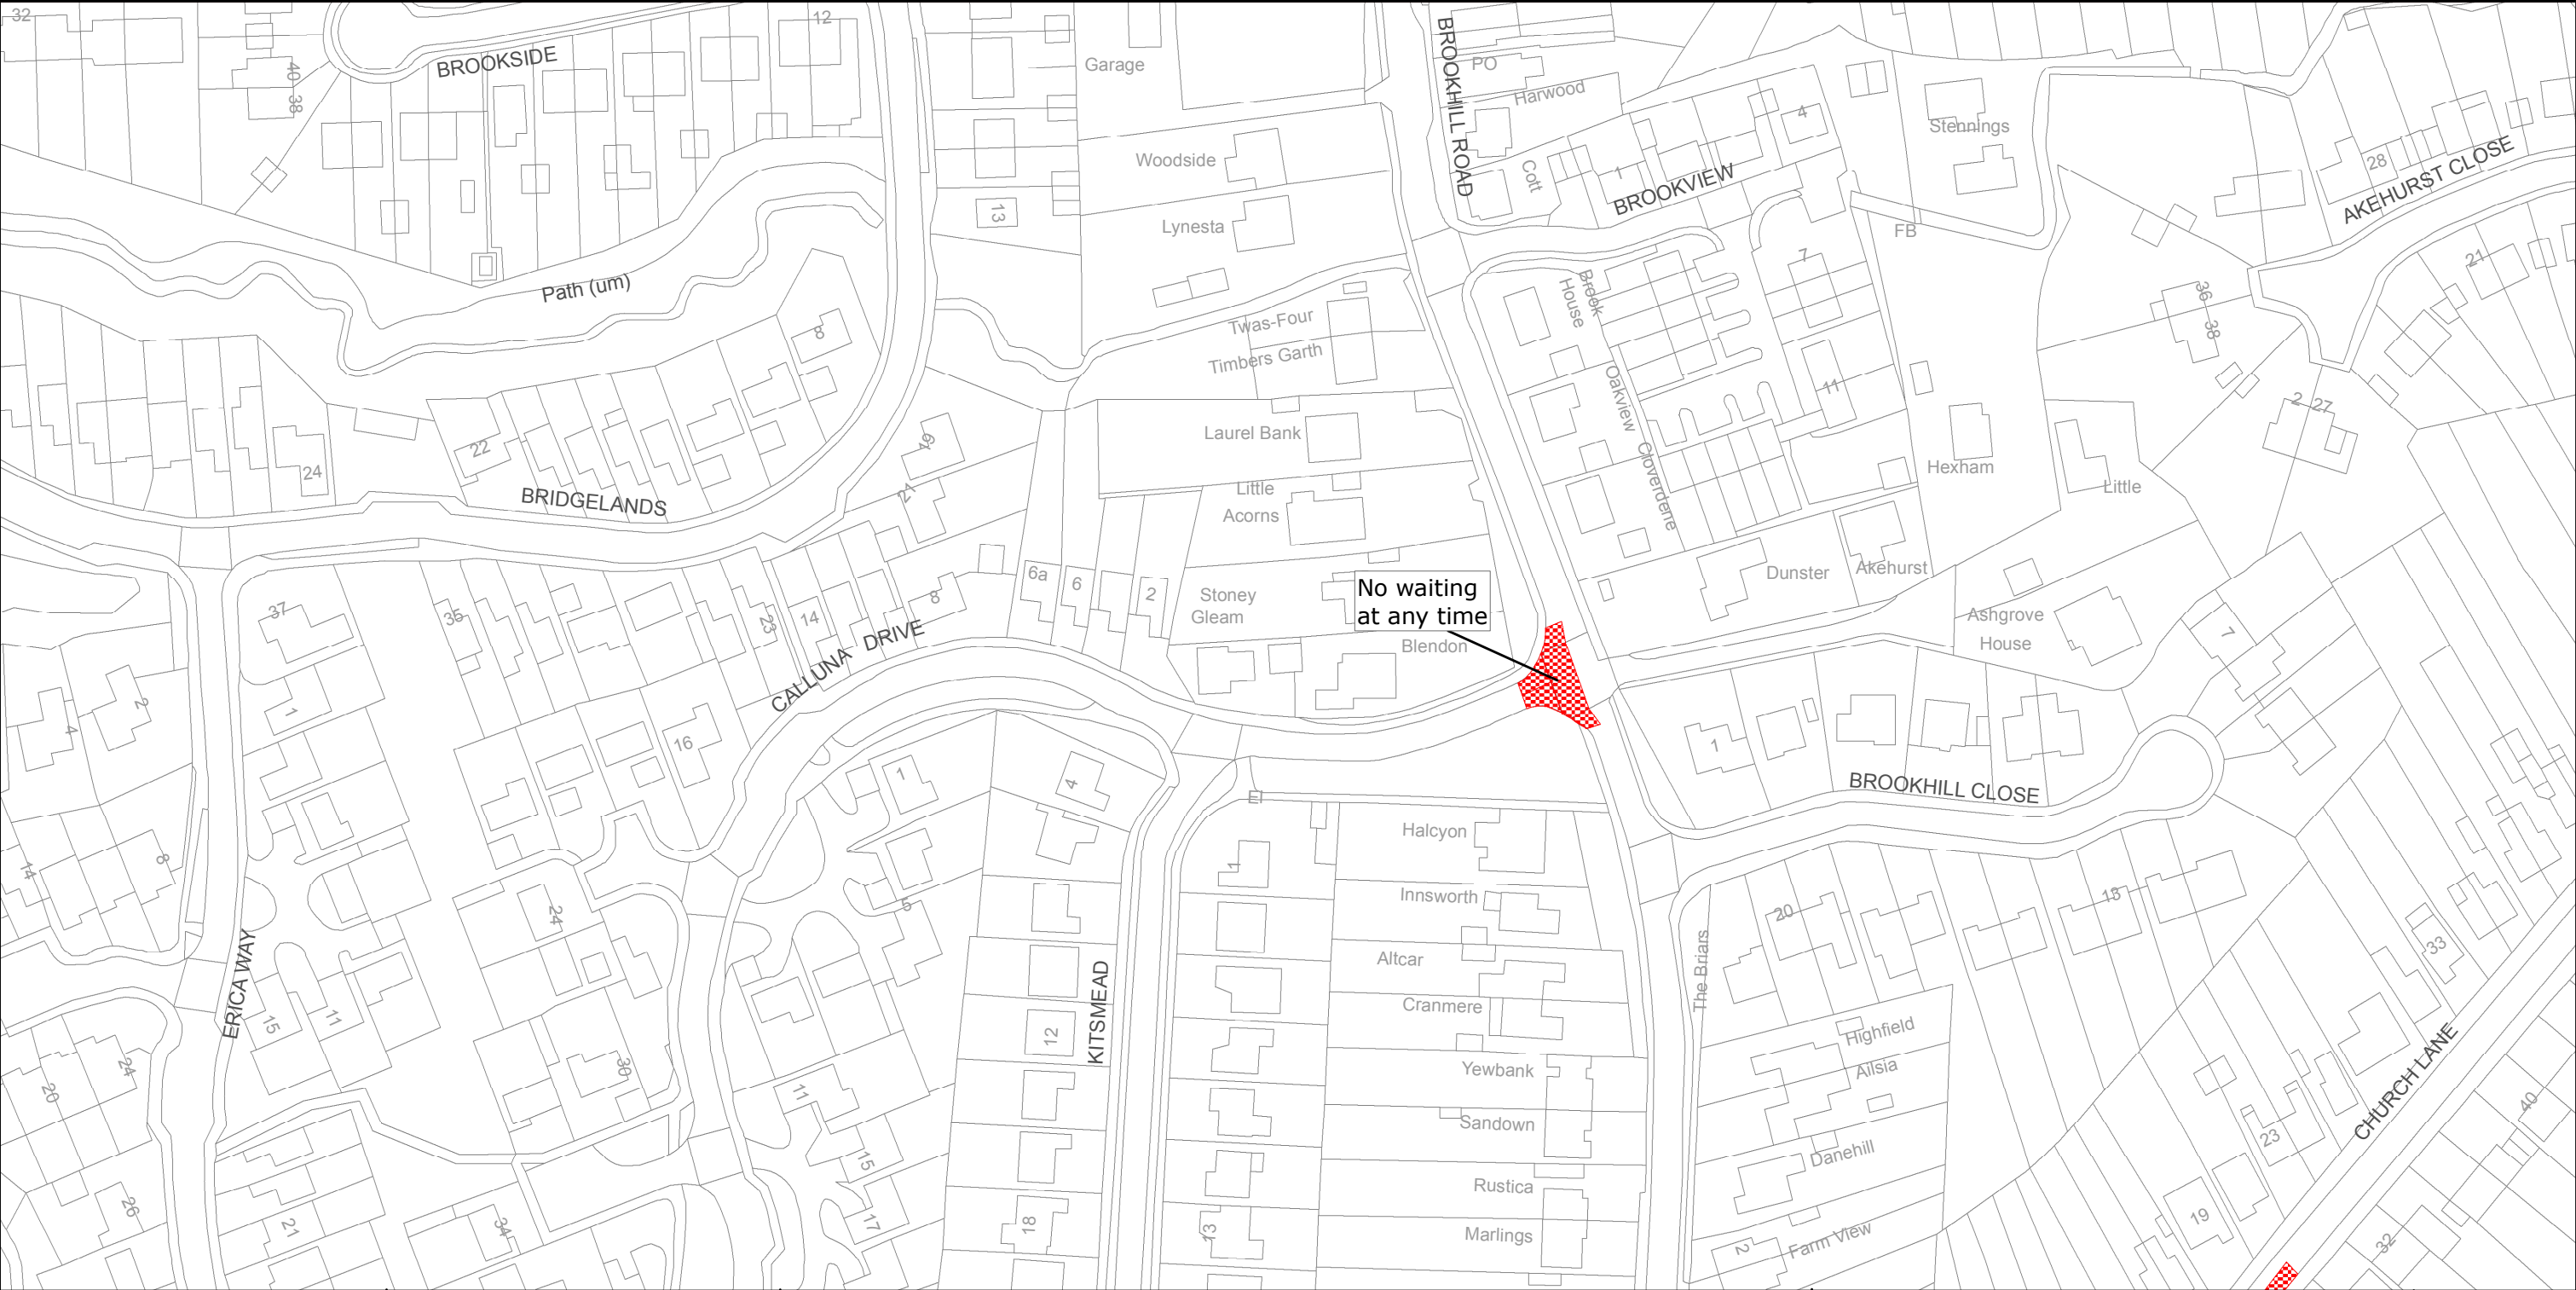 32
12
BROOKSIDE
40
38
Garage
BROOKHILL ROAD
PO
Harwood
Cott
4
1
BROOKVIEW
Stennings
28
AKEHURST CLOSE
Woodside
13
Lynesta
FB
7
21
Path (um)
Brook
House
36
38
8
Twas-Four
Timbers Garth
Oakview
11
2
27
22
24
19
21
Laurel Bank
Cloverdene
Hexham
Little
BRIDGELANDS
Little
Acorns
37
35
23
14
8
6a
6
2
Stoney
Gleam
No waiting
at any time
Blendon
Dunster
Akehurst
Ashgrove
House
7
CALLUNA DRIVE
2
4
1
16
1
4
1
BROOKHILL CLOSE
El
Halcyon
14
8
1
24
5
Innsworth
20
13
33
Altcar
The Briars
ERICA WAY
15
11
KITSMEAD
12
Cranmere
Highfield
CHURCH LANE
20
24
30
11
Yewbank
Ailsia
40
Sandown
23
15
Danehill
26
21
34
17
18
13
Rustica
Marlings
2
Farm View
19
32